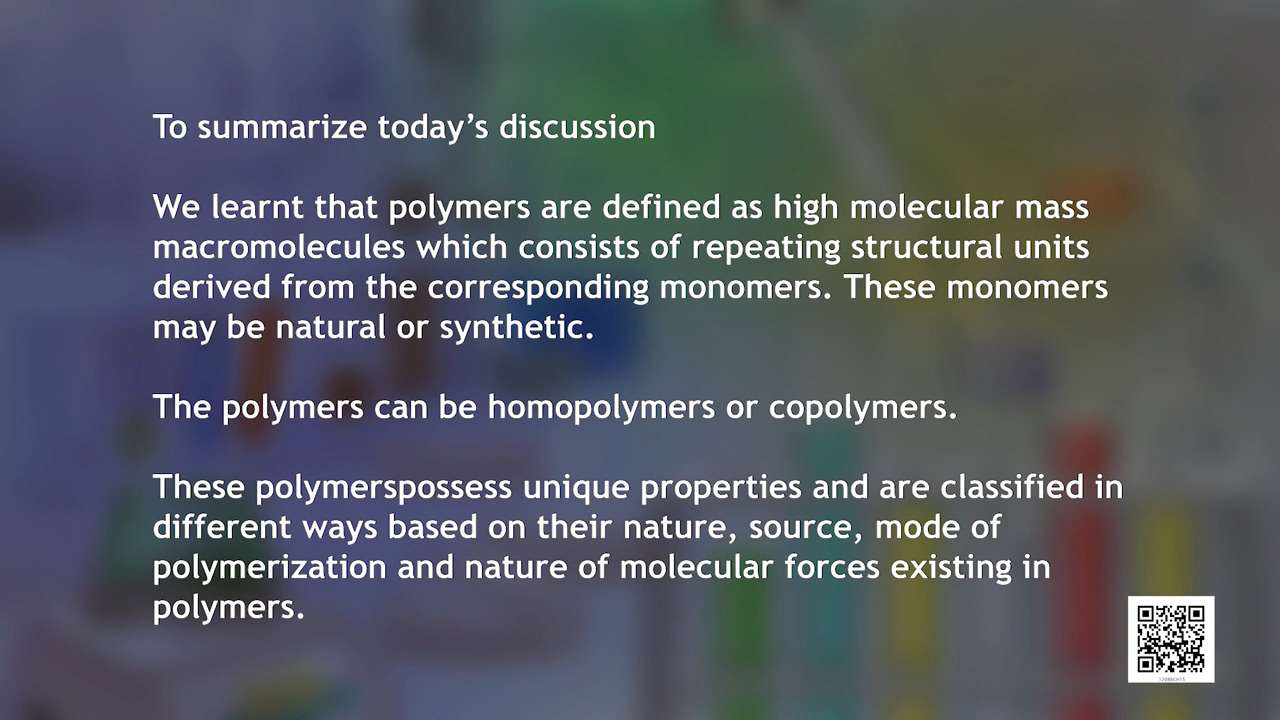 To summarize today’s discussion
We learnt that polymers are defined as high molecular mass
macromolecules which consists of repeating structural units
derived from the corresponding monomers. These monomers
may be natural or synthetic.
The polymers can be homopolymers or copolymers.
These polymerspossess unique properties and are classified in
different ways based on their nature, source, mode of
polymerization and nature of molecular forces existing in
polymers.